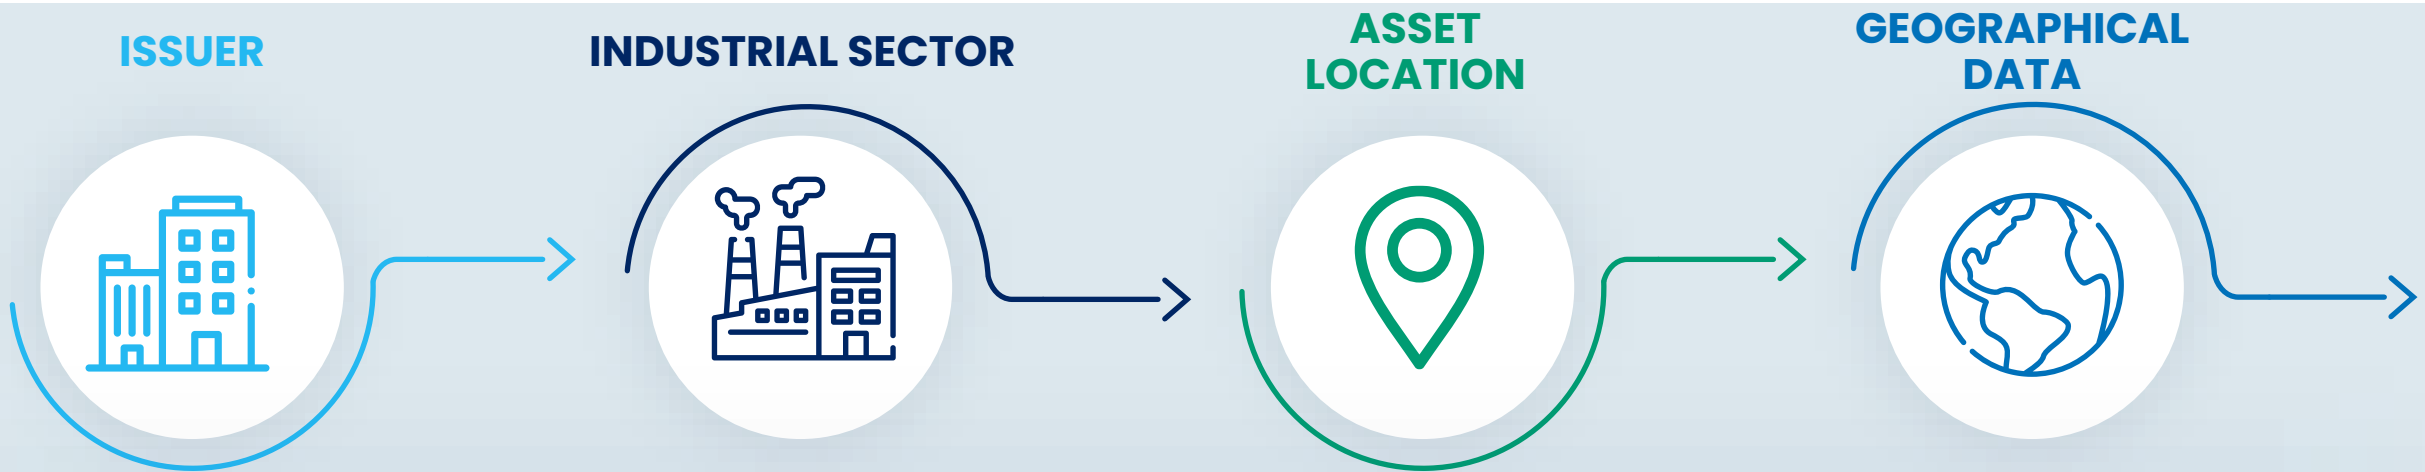 ISSUER
INDUSTRIAL SECTOR
ASSET
LOCATION
GEOGRAPHICAL
DATA